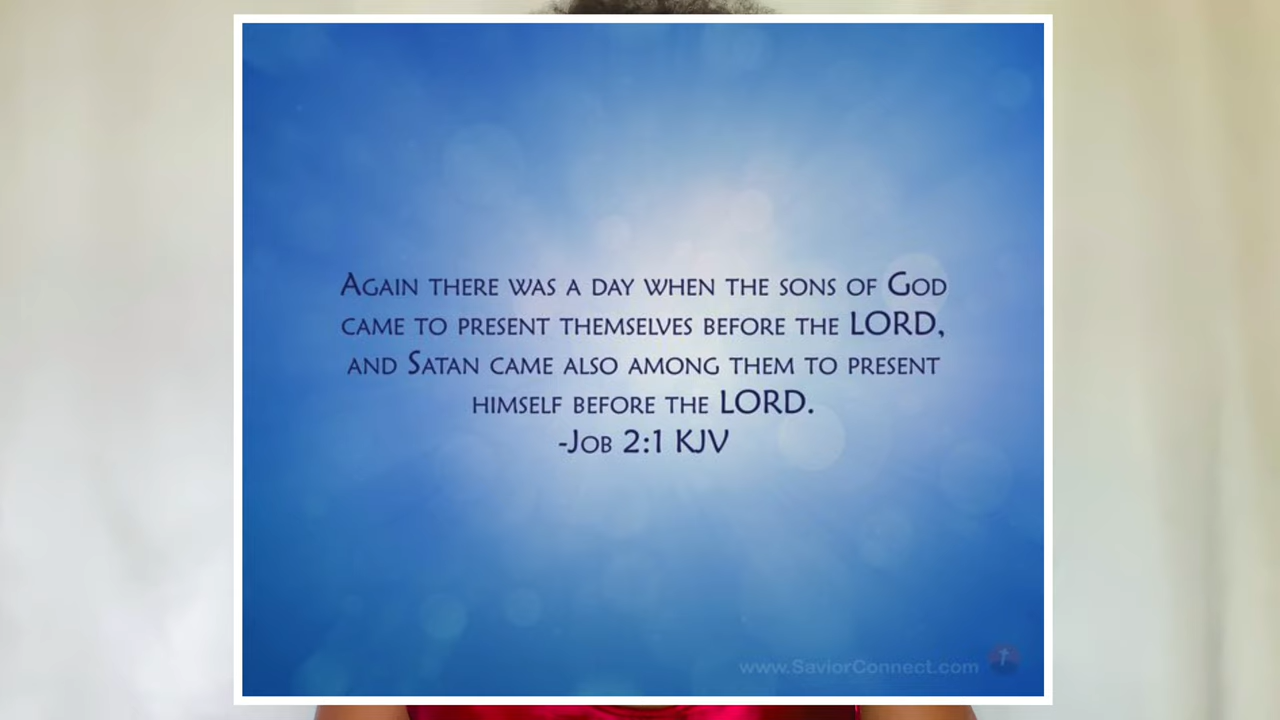 Again there was a day when the sons of God
came to present themselves before the LORD,
and Satan came also among them to present
himself before the LORD.
-Job 2:1 KJV
www.SaviorConnect.com